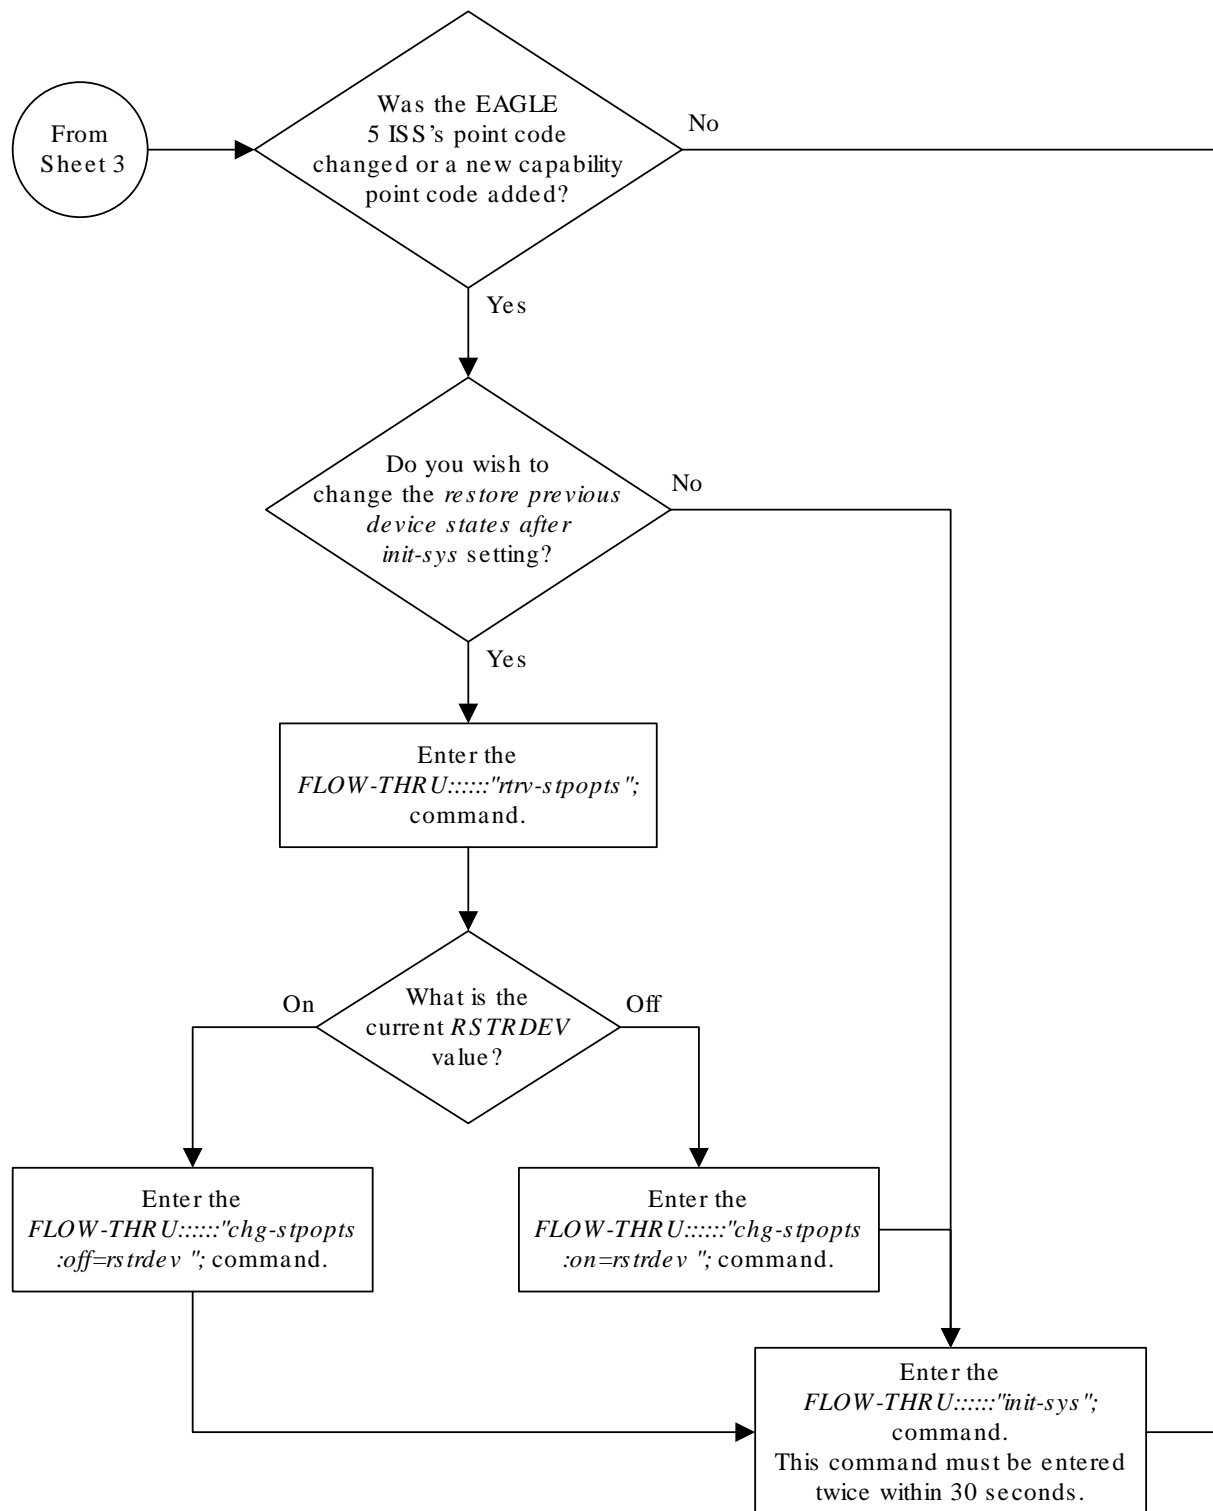 From
Sheet 3
Was the EAGLE
5 ISS's point code
changed or a new capability
point code added?
No
Yes
Do you wish to
change the restore previous
device states after
init-sys setting?
No
Yes
Enter the
FLOW-THRU::::::"rtrv-stpopts";
command.
What is the
current RSTRDEV
value?
On
Off
Enter the
FLOW-THRU::::::"chg-stpopts
:off=rstrdev "; command.
Enter the
FLOW-THRU::::::"chg-stpopts
:on=rstrdev "; command.
Enter the
FLOW-THRU::::::"init-sys";
command.
This command must be entered
twice within 30 seconds.